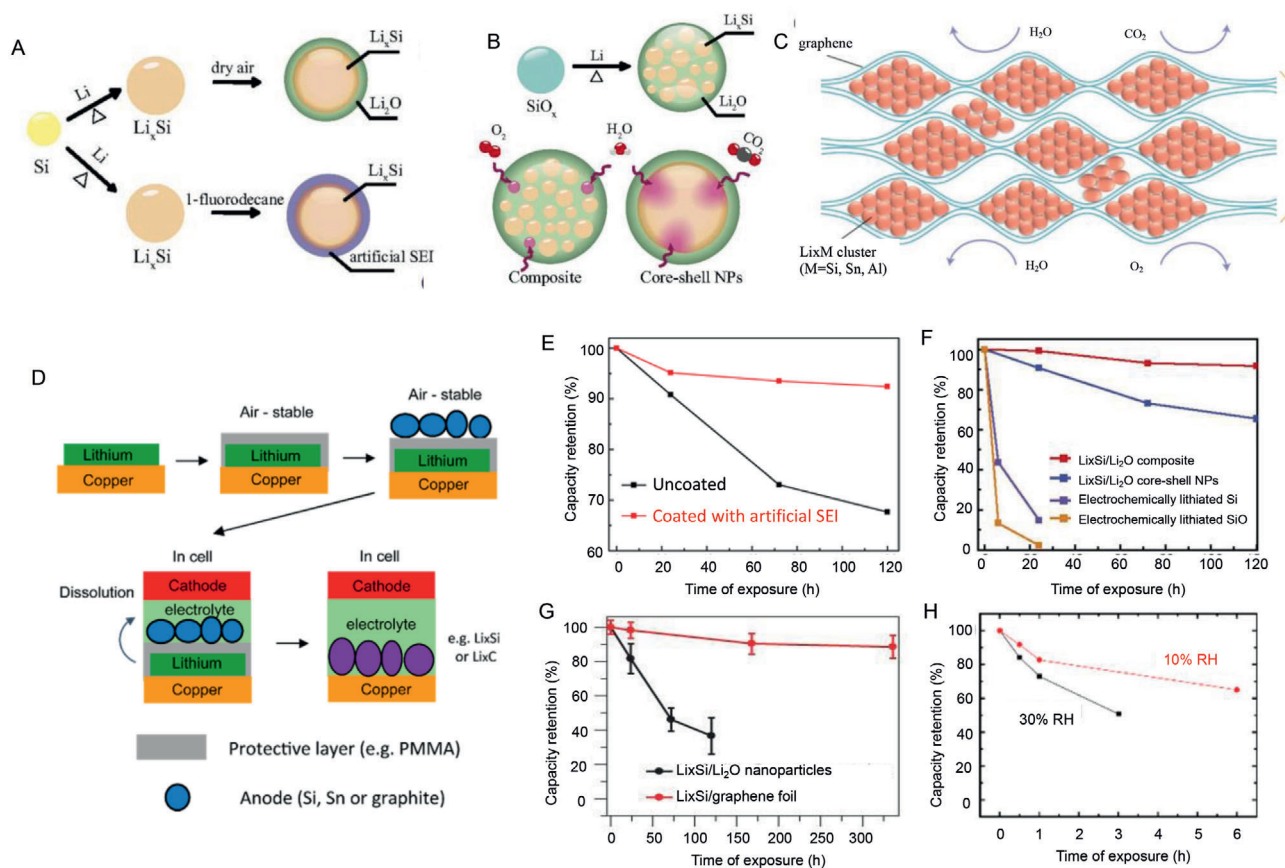 A
Si
Li
△
LiₓSi
dry air
LiₓSi
Li₂O
Li
△
LiₓSi
1-fluorodecane
LiₓSi
artificial SEI
B
SiOₓ
Li
△
LiₓSi
Li₂O
O₂
H₂O
CO₂
Composite
Core-shell NPs
C
graphene
H₂O
CO₂
LixM cluster
(M=Si, Sn, Al)
H₂O
O₂
D
Lithium
Copper
Air - stable
Lithium
Copper
Air - stable
Lithium
Copper
In cell
Cathode
Dissolution
electrolyte
Lithium
Copper
In cell
Cathode
electrolyte
Copper
e.g. LixSi
or LixC
Protective layer (e.g. PMMA)
Anode (Si, Sn or graphite)
E
Capacity retention (%)
100
90
80
70
60
Uncoated
Coated with artificial SEI
0 20 40 60 80 100 120
Time of exposure (h)
F
Capacity retention (%)
100
80
60
40
20
0
LixSi/Li₂O composite
LixSi/Li₂O core-shell NPs
Electrochemically lithiated Si
Electrochemically lithiated SiO
0 20 40 60 80 100 120
Time of exposure (h)
G
Capacity retention (%)
100
80
60
40
20
0
LixSi/Li₂O nanoparticles
LixSi/graphene foil
0 50 100 150 200 250 300
Time of exposure (h)
H
Capacity retention (%)
100
80
60
40
20
0
10% RH
30% RH
0 1 2 3 4 5 6
Time of exposure (h)